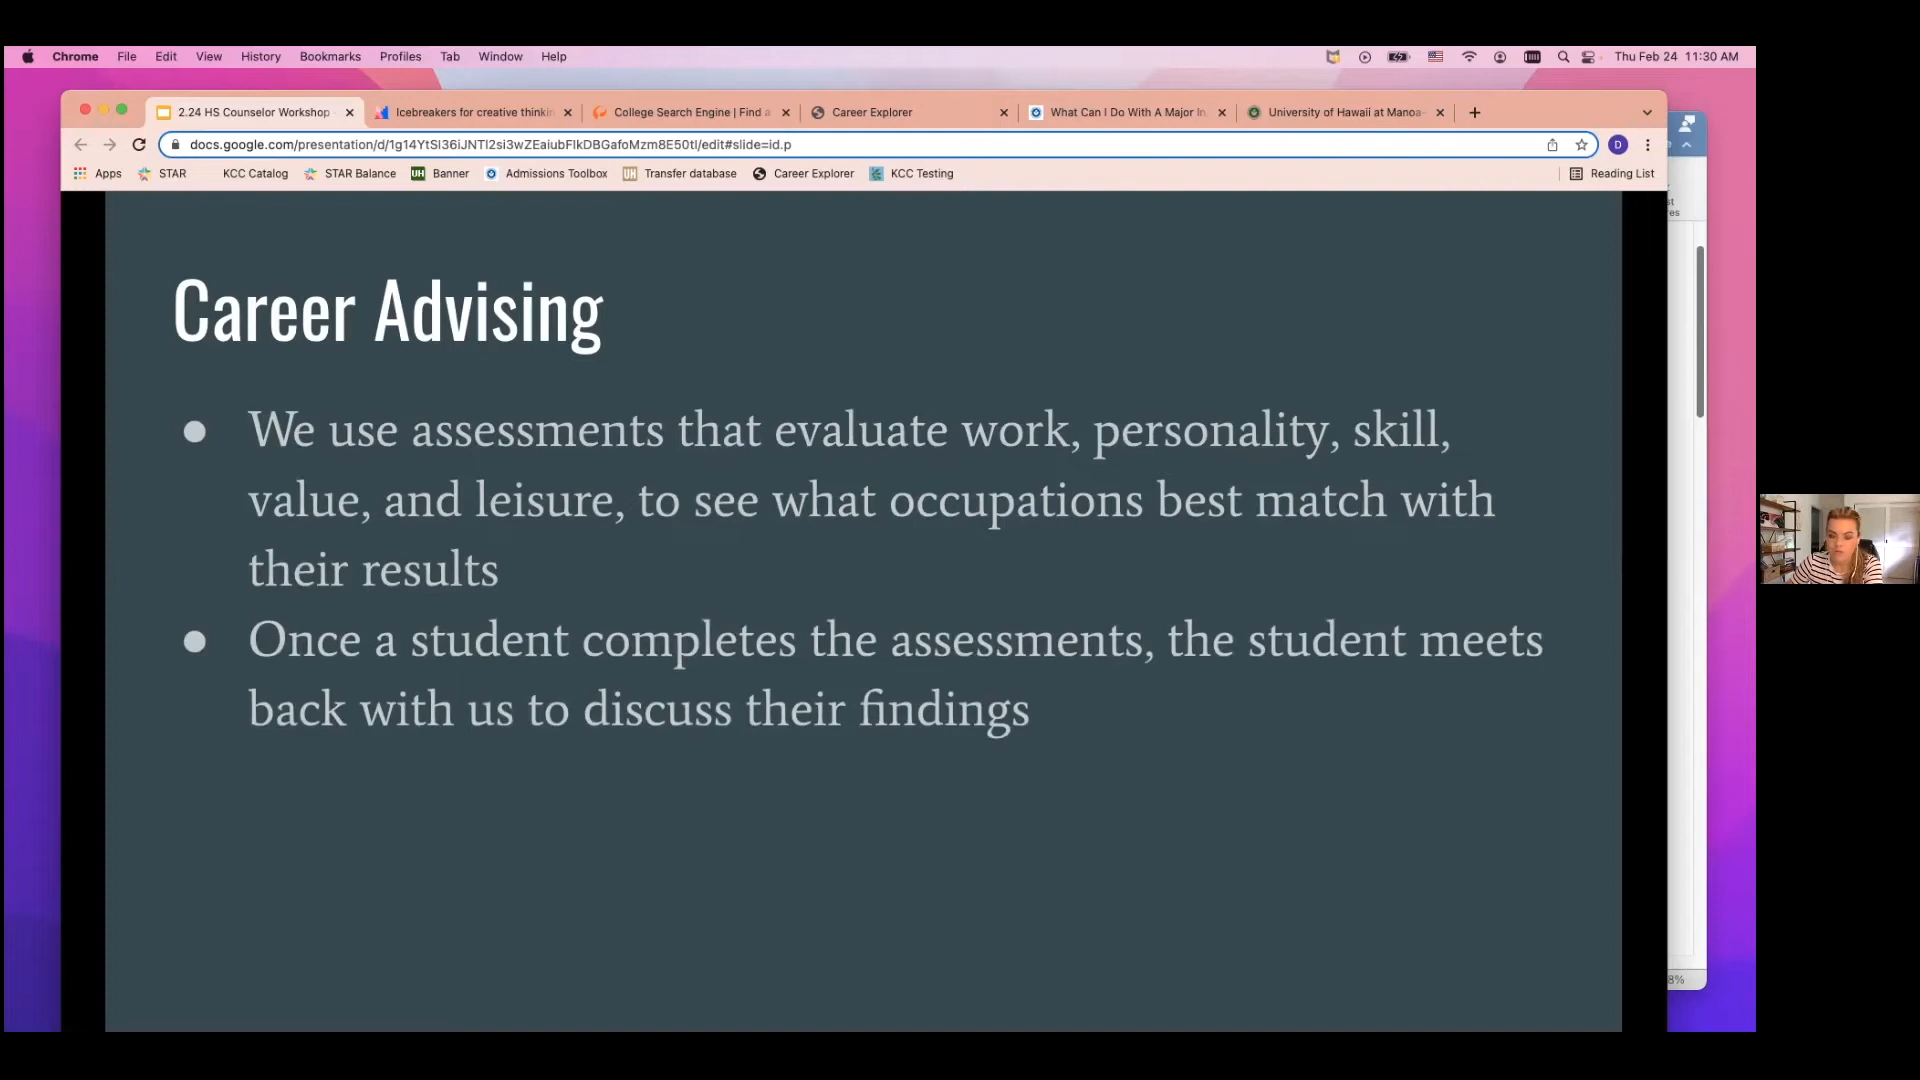 Chrome File Edit View History Bookmarks Profiles Tab Window Help Thu Feb 24 11:30 AM
2.24 HS Counselor Workshop Icebreakers for creative thinkin College Search Engine | Find a Career Explorer What Can I Do With A Major In University of Hawaii at Manoa-
docs.google.com/presentation/d/1g14YtSI36iJNTI2si3wZEaiubFIkDBGafoMzm8E50tI/edit#slide=id.p D
Apps STAR KCC Catalog STAR Balance UH Banner Admissions Toolbox Transfer database Career Explorer KCC Testing Reading List
Career Advising
● We use assessments that evaluate work, personality, skill,
value, and leisure, to see what occupations best match with
their results
● Once a student completes the assessments, the student meets
back with us to discuss their findings
8%